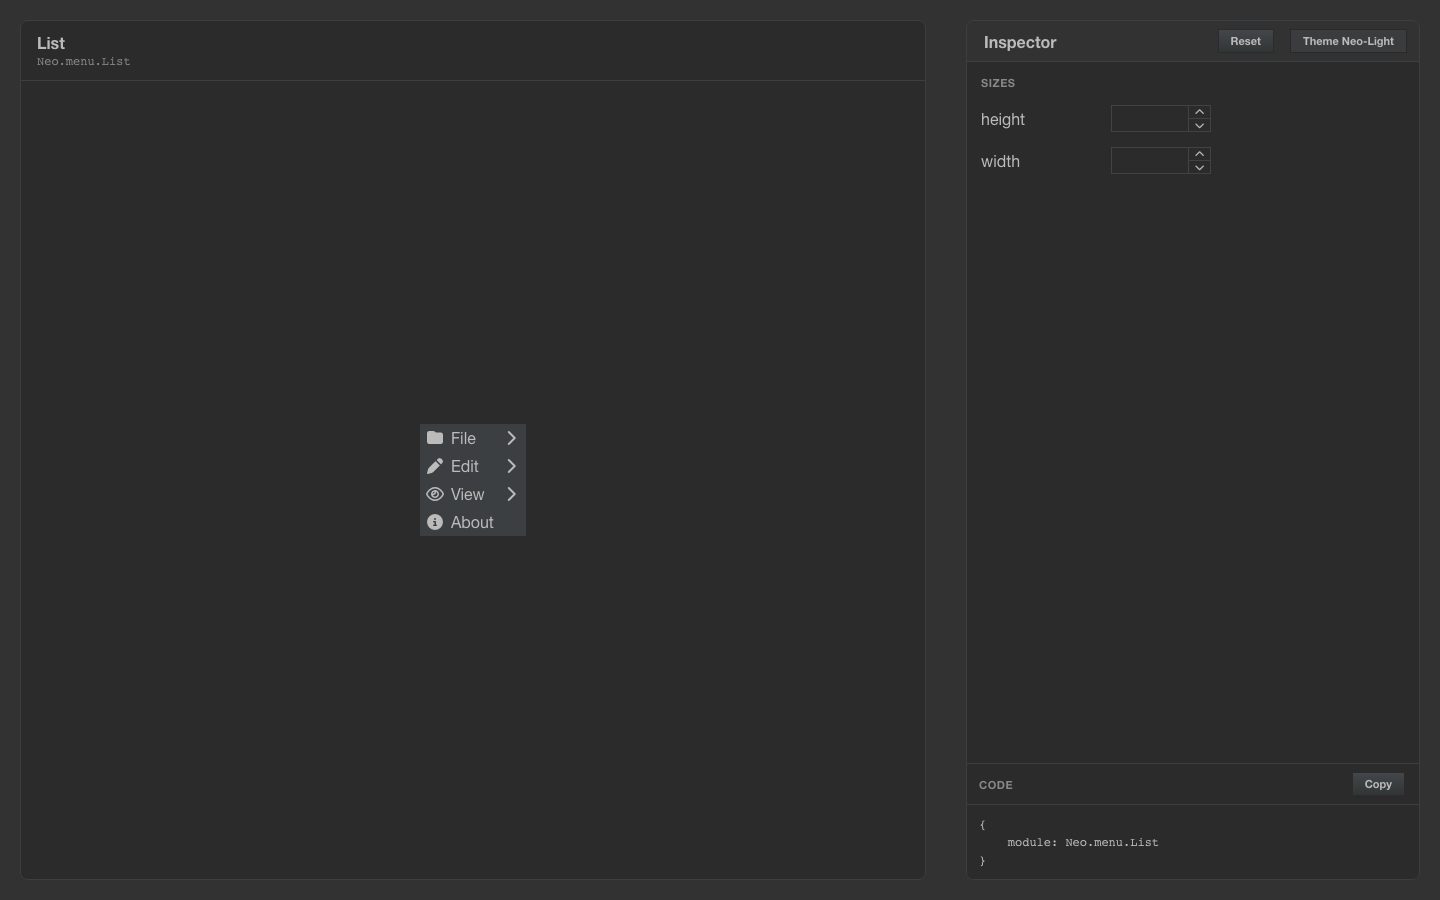 List
Neo.menu.List
File
Edit
View
About
Inspector
Reset
Theme Neo-Light
SIZES
height
width
CODE
Copy
{
    module: Neo.menu.List
}